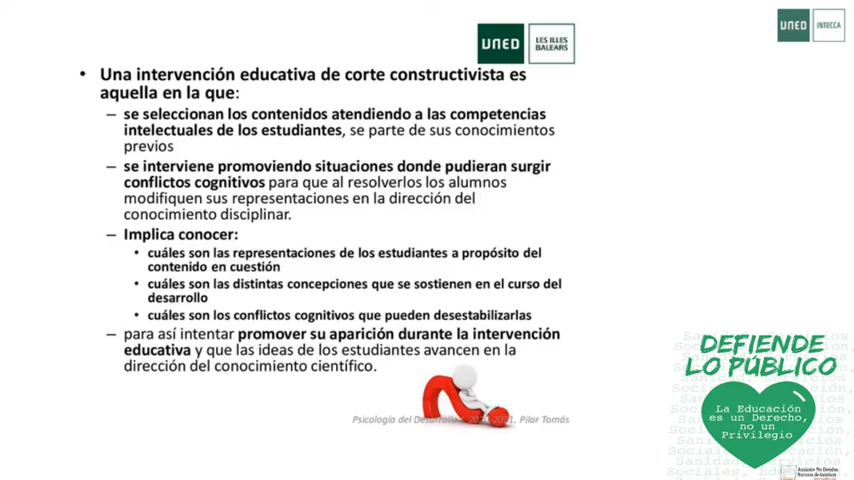 UNED
LES ILLES
BALEARS
UNED
INTECCA
• Una intervención educativa de corte constructivista es
aquella en la que:
– se seleccionan los contenidos atendiendo a las competencias
intelectuales de los estudiantes, se parte de sus conocimientos
previos
– se interviene promoviendo situaciones donde pudieran surgir
conflictos cognitivos para que al resolverlos los alumnos
modifiquen sus representaciones en la dirección del
conocimiento disciplinar.
– Implica conocer:
• cuáles son las representaciones de los estudiantes a propósito del
contenido en cuestión
• cuáles son las distintas concepciones que se sostienen en el curso del
desarrollo
• cuáles son los conflictos cognitivos que pueden desestabilizarlas
– para así intentar promover su aparición durante la intervención
educativa y que las ideas de los estudiantes avancen en la
dirección del conocimiento científico.
Psicología del Desarrollo Pilar Tomás
DEFIENDE
LO PÚBLICO
La Educación
es un Derecho,
no un
Privilegio